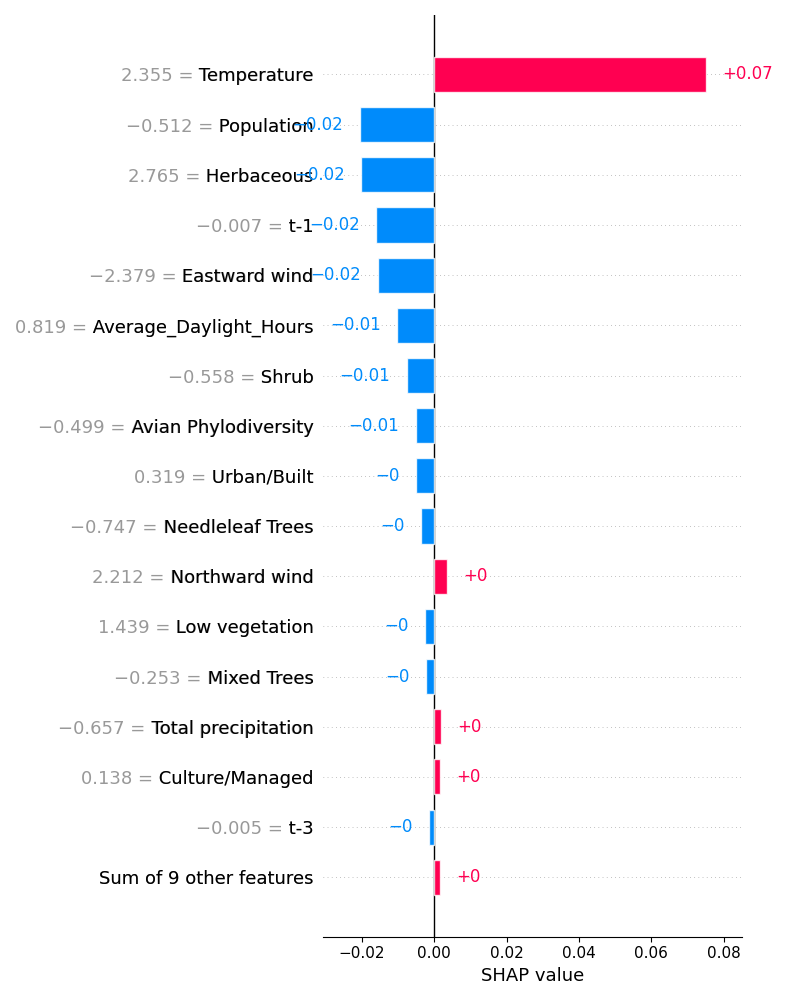 2.355 = Temperature +0.07
−0.512 = Population −0.02
2.765 = Herbaceous −0.02
−0.007 = t-1 −0.02
−2.379 = Eastward wind −0.02
0.819 = Average_Daylight_Hours −0.01
−0.558 = Shrub −0.01
−0.499 = Avian Phylodiversity −0.01
0.319 = Urban/Built −0
−0.747 = Needleleaf Trees −0
2.212 = Northward wind +0
1.439 = Low vegetation −0
−0.253 = Mixed Trees −0
−0.657 = Total precipitation +0
0.138 = Culture/Managed +0
−0.005 = t-3 −0
Sum of 9 other features +0
−0.02 0.00 0.02 0.04 0.06 0.08
SHAP value